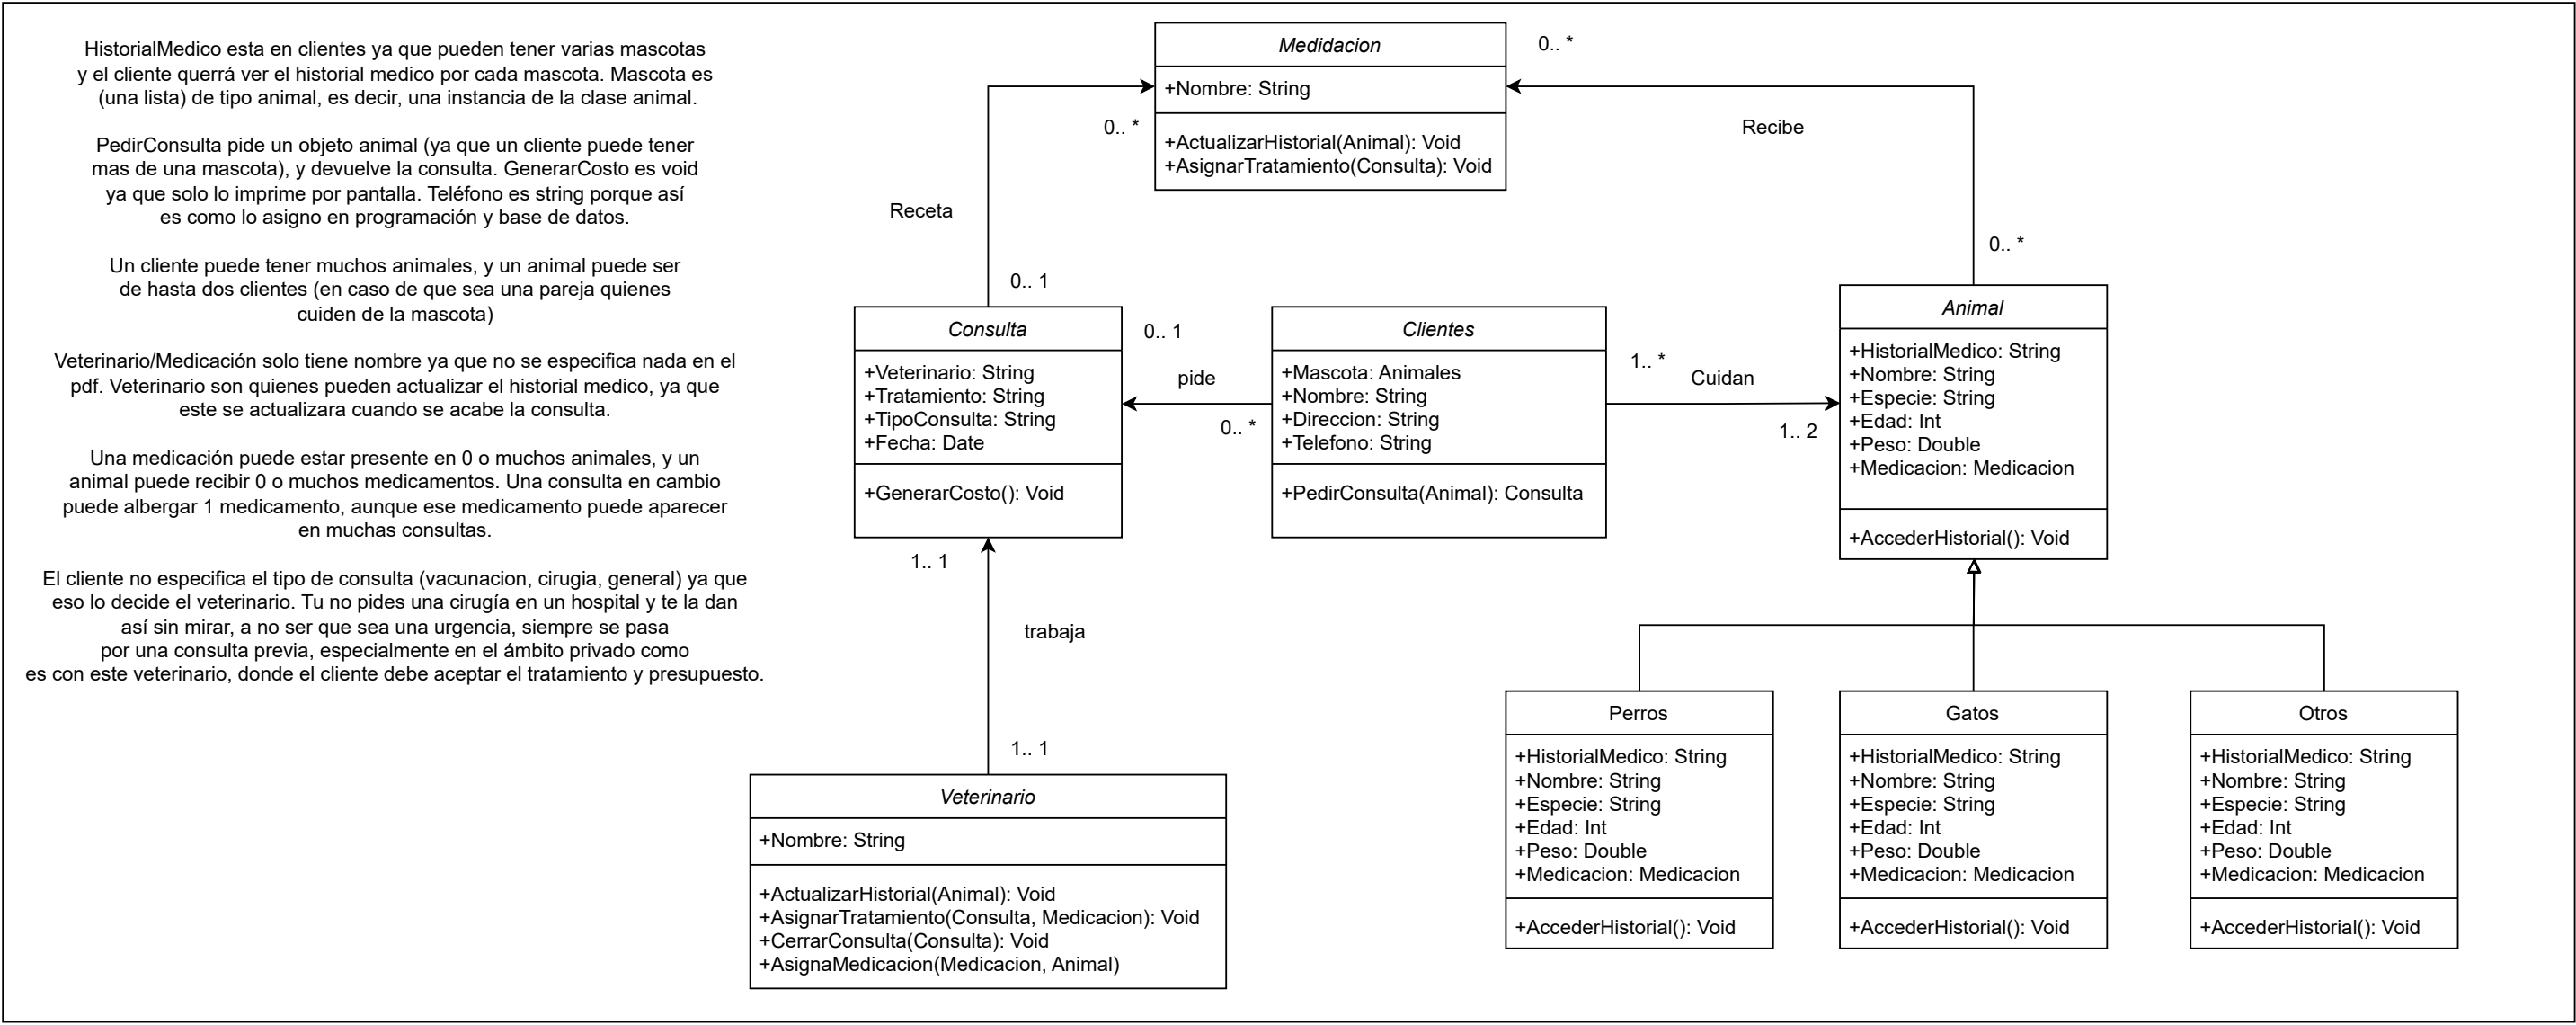 HistorialMedico esta en clientes ya que pueden tener varias mascotas
y el cliente querrá ver el historial medico por cada mascota. Mascota es
(una lista) de tipo animal, es decir, una instancia de la clase animal.
PedirConsulta pide un objeto animal (ya que un cliente puede tener
mas de una mascota), y devuelve la consulta. GenerarCosto es void
ya que solo lo imprime por pantalla. Teléfono es string porque así
es como lo asigno en programación y base de datos.
Un cliente puede tener muchos animales, y un animal puede ser
de hasta dos clientes (en caso de que sea una pareja quienes
cuiden de la mascota)
Veterinario/Medicación solo tiene nombre ya que no se especifica nada en el
pdf. Veterinario son quienes pueden actualizar el historial medico, ya que
este se actualizara cuando se acabe la consulta.
Una medicación puede estar presente en 0 o muchos animales, y un
animal puede recibir 0 o muchos medicamentos. Una consulta en cambio
puede albergar 1 medicamento, aunque ese medicamento puede aparecer
en muchas consultas.
El cliente no especifica el tipo de consulta (vacunacion, cirugia, general) ya que
eso lo decide el veterinario. Tu no pides una cirugía en un hospital y te la dan
así sin mirar, a no ser que sea una urgencia, siempre se pasa
por una consulta previa, especialmente en el ámbito privado como
es con este veterinario, donde el cliente debe aceptar el tratamiento y presupuesto.
Medidacion
+Nombre: String
+ActualizarHistorial(Animal): Void
+AsignarTratamiento(Consulta): Void
0.. *
0.. *
Recibe
Receta
0.. *
0.. 1
Consulta
+Veterinario: String
+Tratamiento: String
+TipoConsulta: String
+Fecha: Date
+GenerarCosto(): Void
0.. 1
pide
0.. *
Clientes
+Mascota: Animales
+Nombre: String
+Direccion: String
+Telefono: String
+PedirConsulta(Animal): Consulta
1.. *
Cuidan
1.. 2
Animal
+HistorialMedico: String
+Nombre: String
+Especie: String
+Edad: Int
+Peso: Double
+Medicacion: Medicacion
+AccederHistorial(): Void
1.. 1
trabaja
1.. 1
Veterinario
+Nombre: String
+ActualizarHistorial(Animal): Void
+AsignarTratamiento(Consulta, Medicacion): Void
+CerrarConsulta(Consulta): Void
+AsignaMedicacion(Medicacion, Animal)
Perros
+HistorialMedico: String
+Nombre: String
+Especie: String
+Edad: Int
+Peso: Double
+Medicacion: Medicacion
+AccederHistorial(): Void
Gatos
+HistorialMedico: String
+Nombre: String
+Especie: String
+Edad: Int
+Peso: Double
+Medicacion: Medicacion
+AccederHistorial(): Void
Otros
+HistorialMedico: String
+Nombre: String
+Especie: String
+Edad: Int
+Peso: Double
+Medicacion: Medicacion
+AccederHistorial(): Void